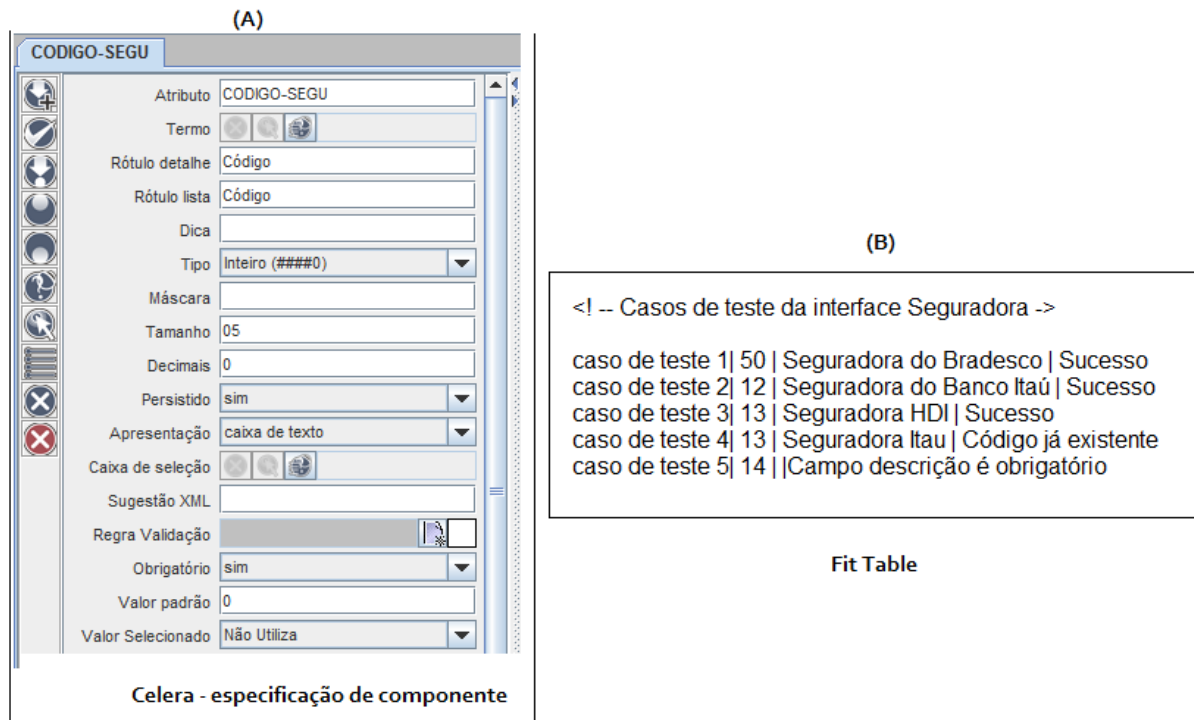 (A)
CODIGO-SEGU
Atributo CODIGO-SEGU
Termo
Rótulo detalhe Código
Rótulo lista Código
Dica
Tipo Inteiro (####0)
Máscara
Tamanho 05
Decimais 0
Persistido sim
Apresentação caixa de texto
Caixa de seleção
Sugestão XML
Regra Validação
Obrigatório sim
Valor padrão 0
Valor Selecionado Não Utiliza
Celera - especificação de componente
(B)
<! -- Casos de teste da interface Seguradora ->
caso de teste 1| 50 | Seguradora do Bradesco | Sucesso
caso de teste 2| 12 | Seguradora do Banco Itaú | Sucesso
caso de teste 3| 13 | Seguradora HDI | Sucesso
caso de teste 4| 13 | Seguradora Itau | Código já existente
caso de teste 5| 14 | |Campo descrição é obrigatório
Fit Table